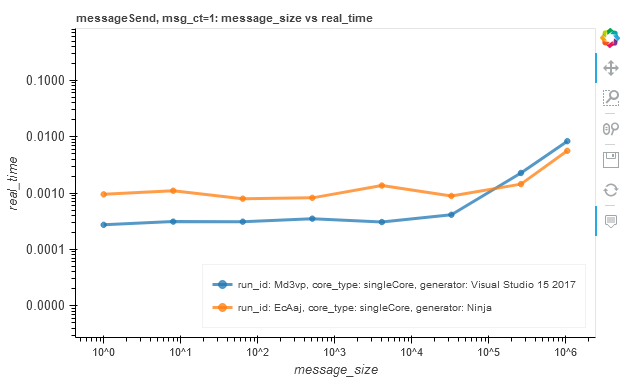 messageSend, msg_ct=1: message_size vs real_time
0.1000
0.0100
0.0010
0.0001
0.0000
real_time
run_id: Md3vp, core_type: singleCore, generator: Visual Studio 15 2017
run_id: EcAaj, core_type: singleCore, generator: Ninja
10^0 10^1 10^2 10^3 10^4 10^5 10^6
message_size